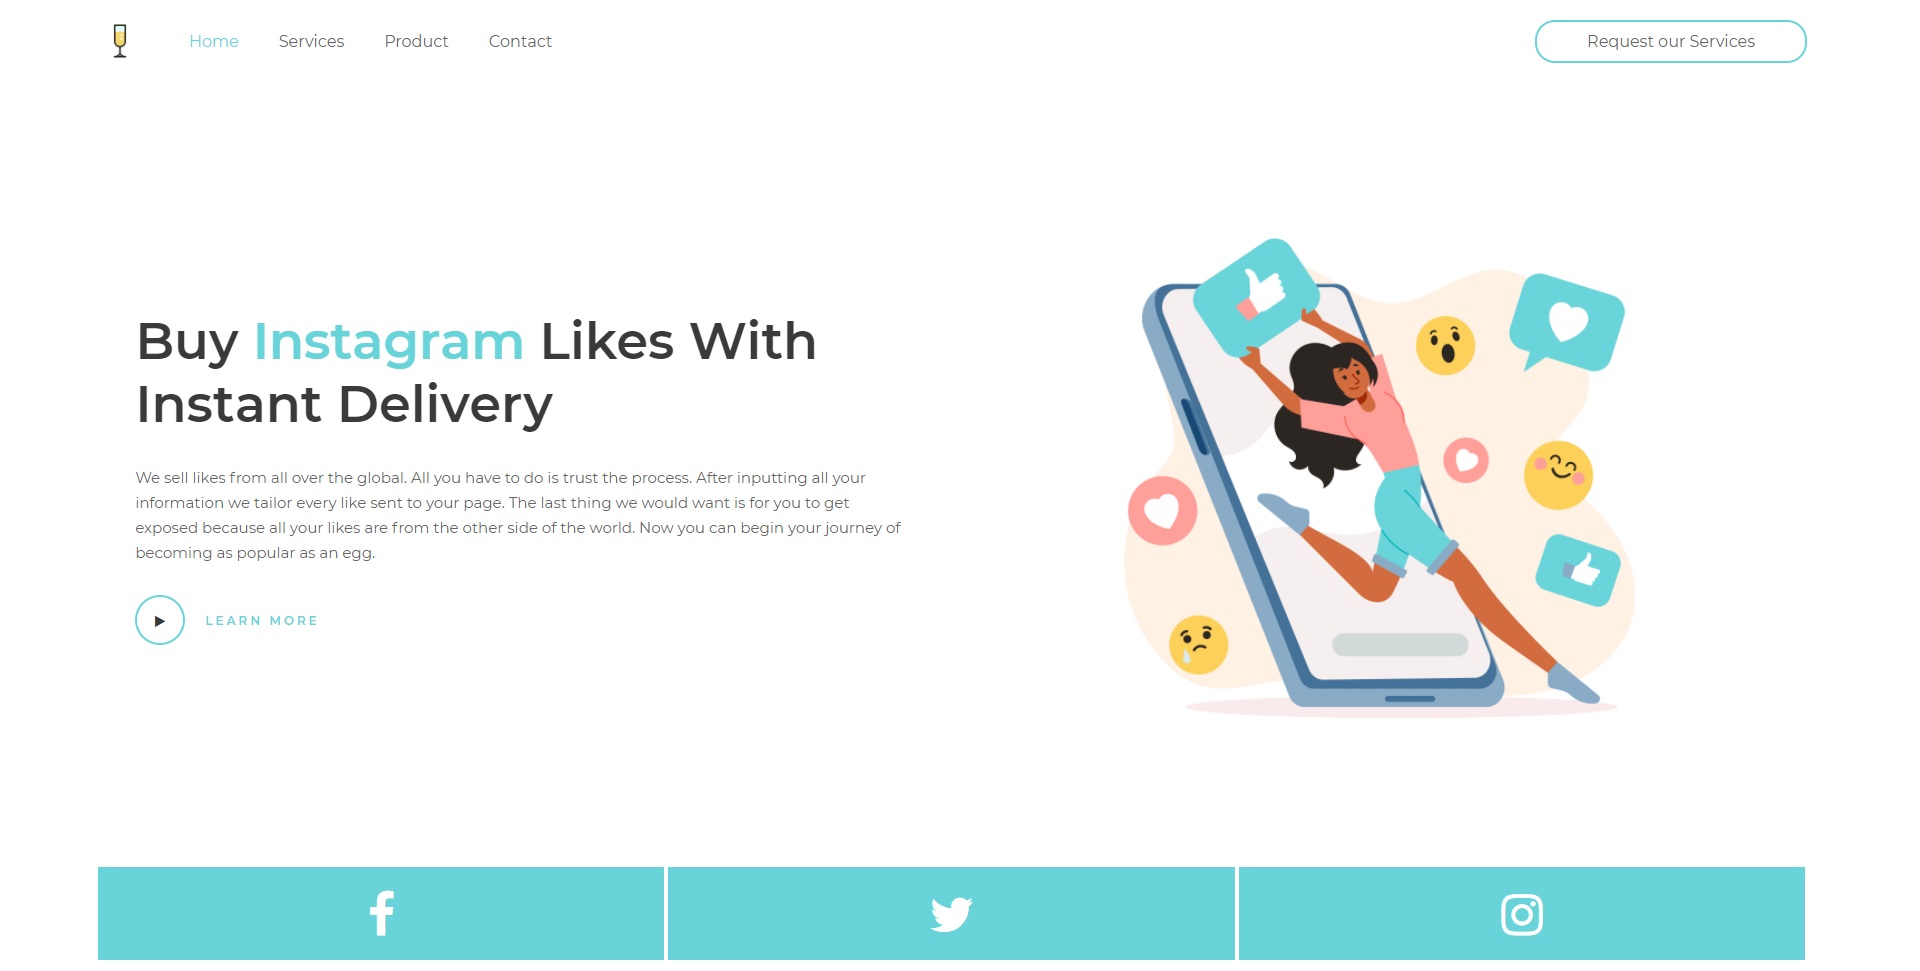 Home Services Product Contact
Request our Services
Buy Instagram Likes With
Instant Delivery
We sell likes from all over the global. All you have to do is trust the process. After inputting all your
information we tailor every like sent to your page. The last thing we would want is for you to get
exposed because all your likes are from the other side of the world. Now you can begin your journey of
becoming as popular as an egg.
LEARN MORE